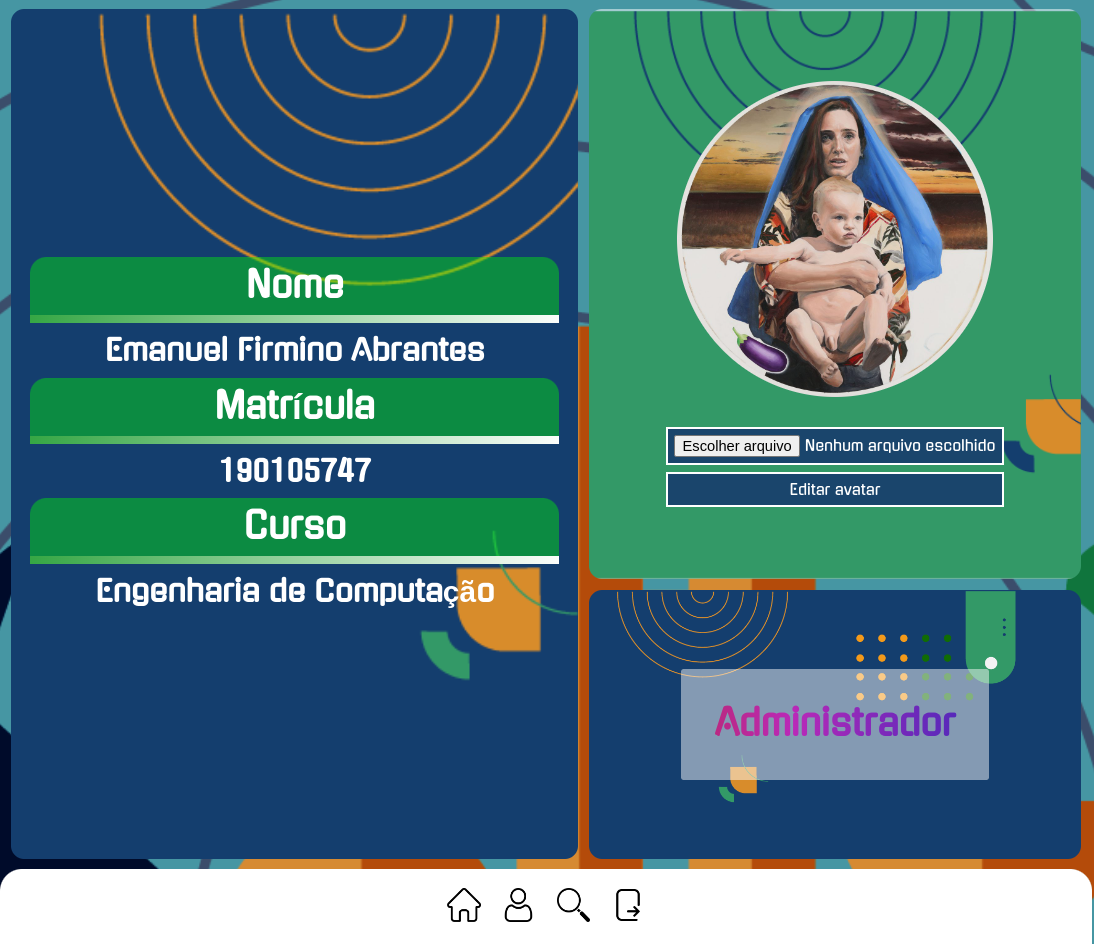 Nome
Emanuel Firmino Abrantes
Matrícula
190105747
Curso
Engenharia de Computação
Escolher arquivo Nenhum arquivo escolhido
Editar avatar
Administrador